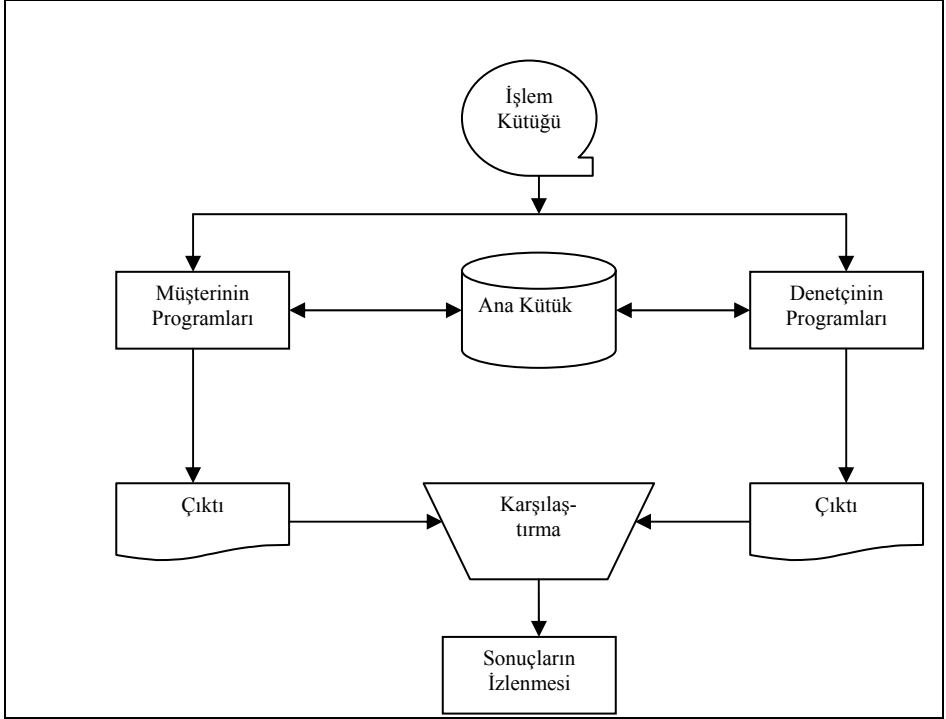 İşlem
Kütüğü
Müşterinin
Programları
Ana Kütük
Denetçinin
Programları
Çıktı
Karşılaş-
tırma
Çıktı
Sonuçların
İzlenmesi